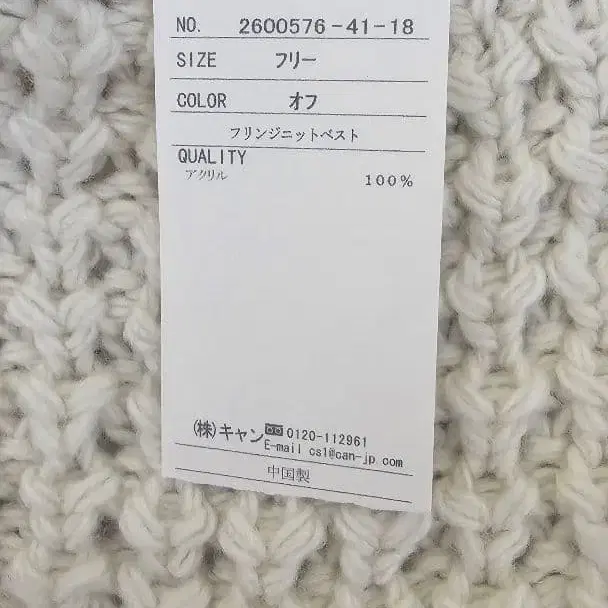 NO. 2600576-41-18
SIZE フリー
COLOR オフ
フリンジニットベスト
QUALITY
アクリル 100%
(株)キャン 0120-112961
E-mail cs1@can-jp.com
中国製